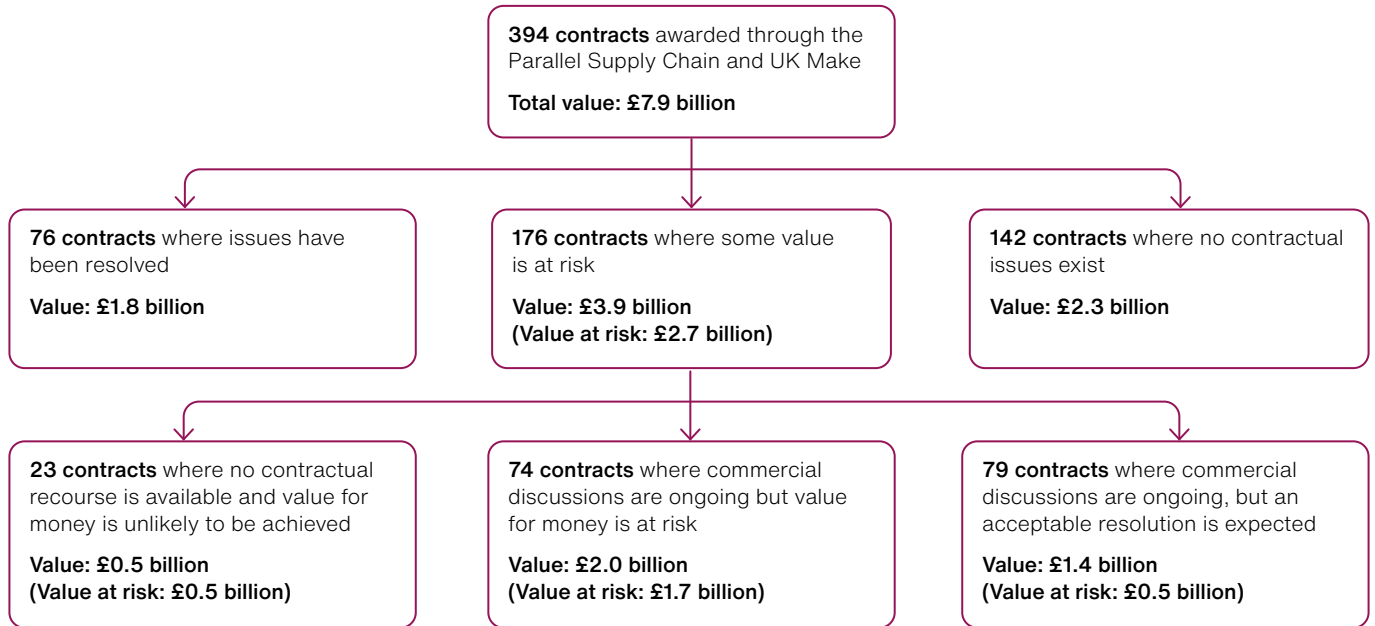 394 contracts awarded through the
Parallel Supply Chain and UK Make
Total value: £7.9 billion
76 contracts where issues have
been resolved
Value: £1.8 billion
176 contracts where some value
is at risk
Value: £3.9 billion
(Value at risk: £2.7 billion)
142 contracts where no contractual
issues exist
Value: £2.3 billion
23 contracts where no contractual
recourse is available and value for
money is unlikely to be achieved
Value: £0.5 billion
(Value at risk: £0.5 billion)
74 contracts where commercial
discussions are ongoing but value
for money is at risk
Value: £2.0 billion
(Value at risk: £1.7 billion)
79 contracts where commercial
discussions are ongoing, but an
acceptable resolution is expected
Value: £1.4 billion
(Value at risk: £0.5 billion)